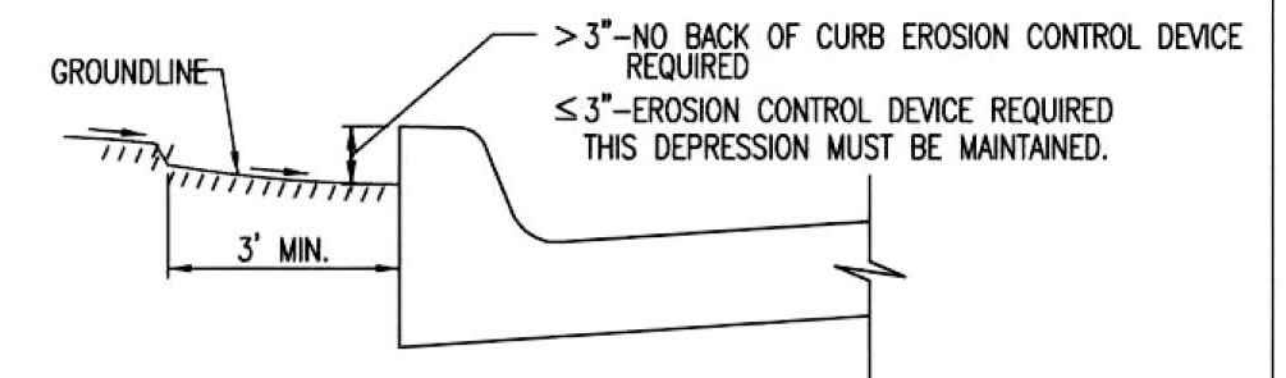 > 3"–NO BACK OF CURB EROSION CONTROL DEVICE
REQUIRED
GROUNDLINE
≤ 3"–EROSION CONTROL DEVICE REQUIRED
THIS DEPRESSION MUST BE MAINTAINED.
3' MIN.